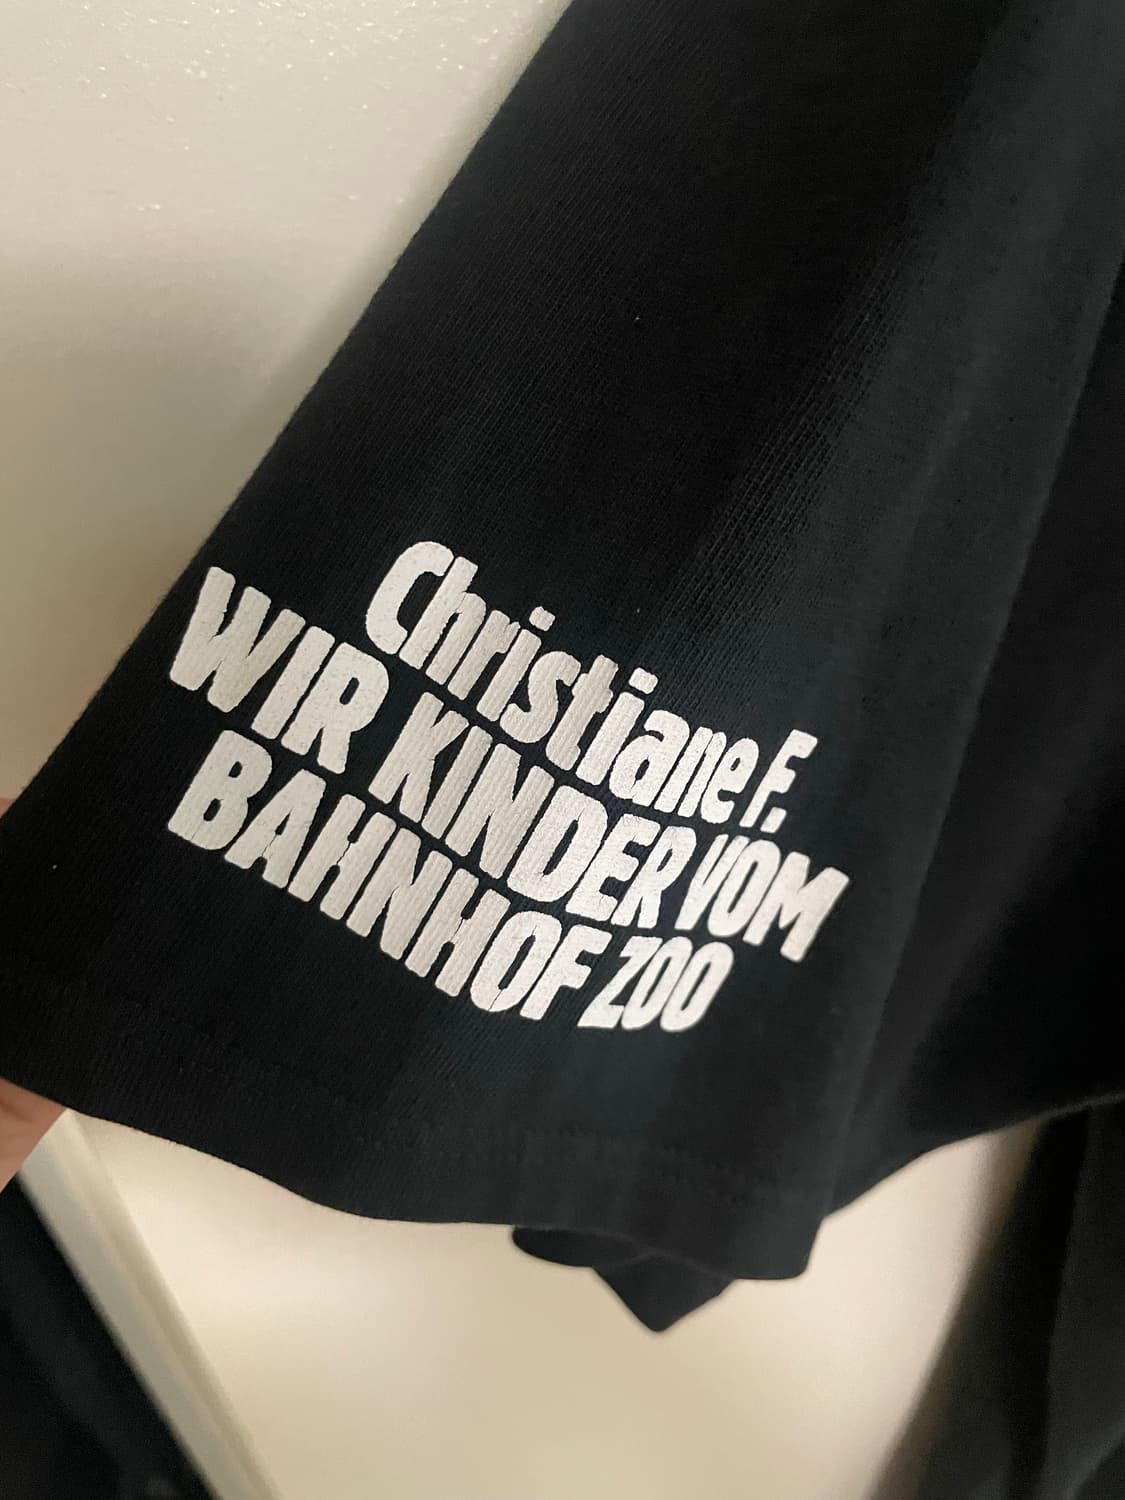 Christiane F.
WIR KINDER VOM
BAHNHOF ZOO